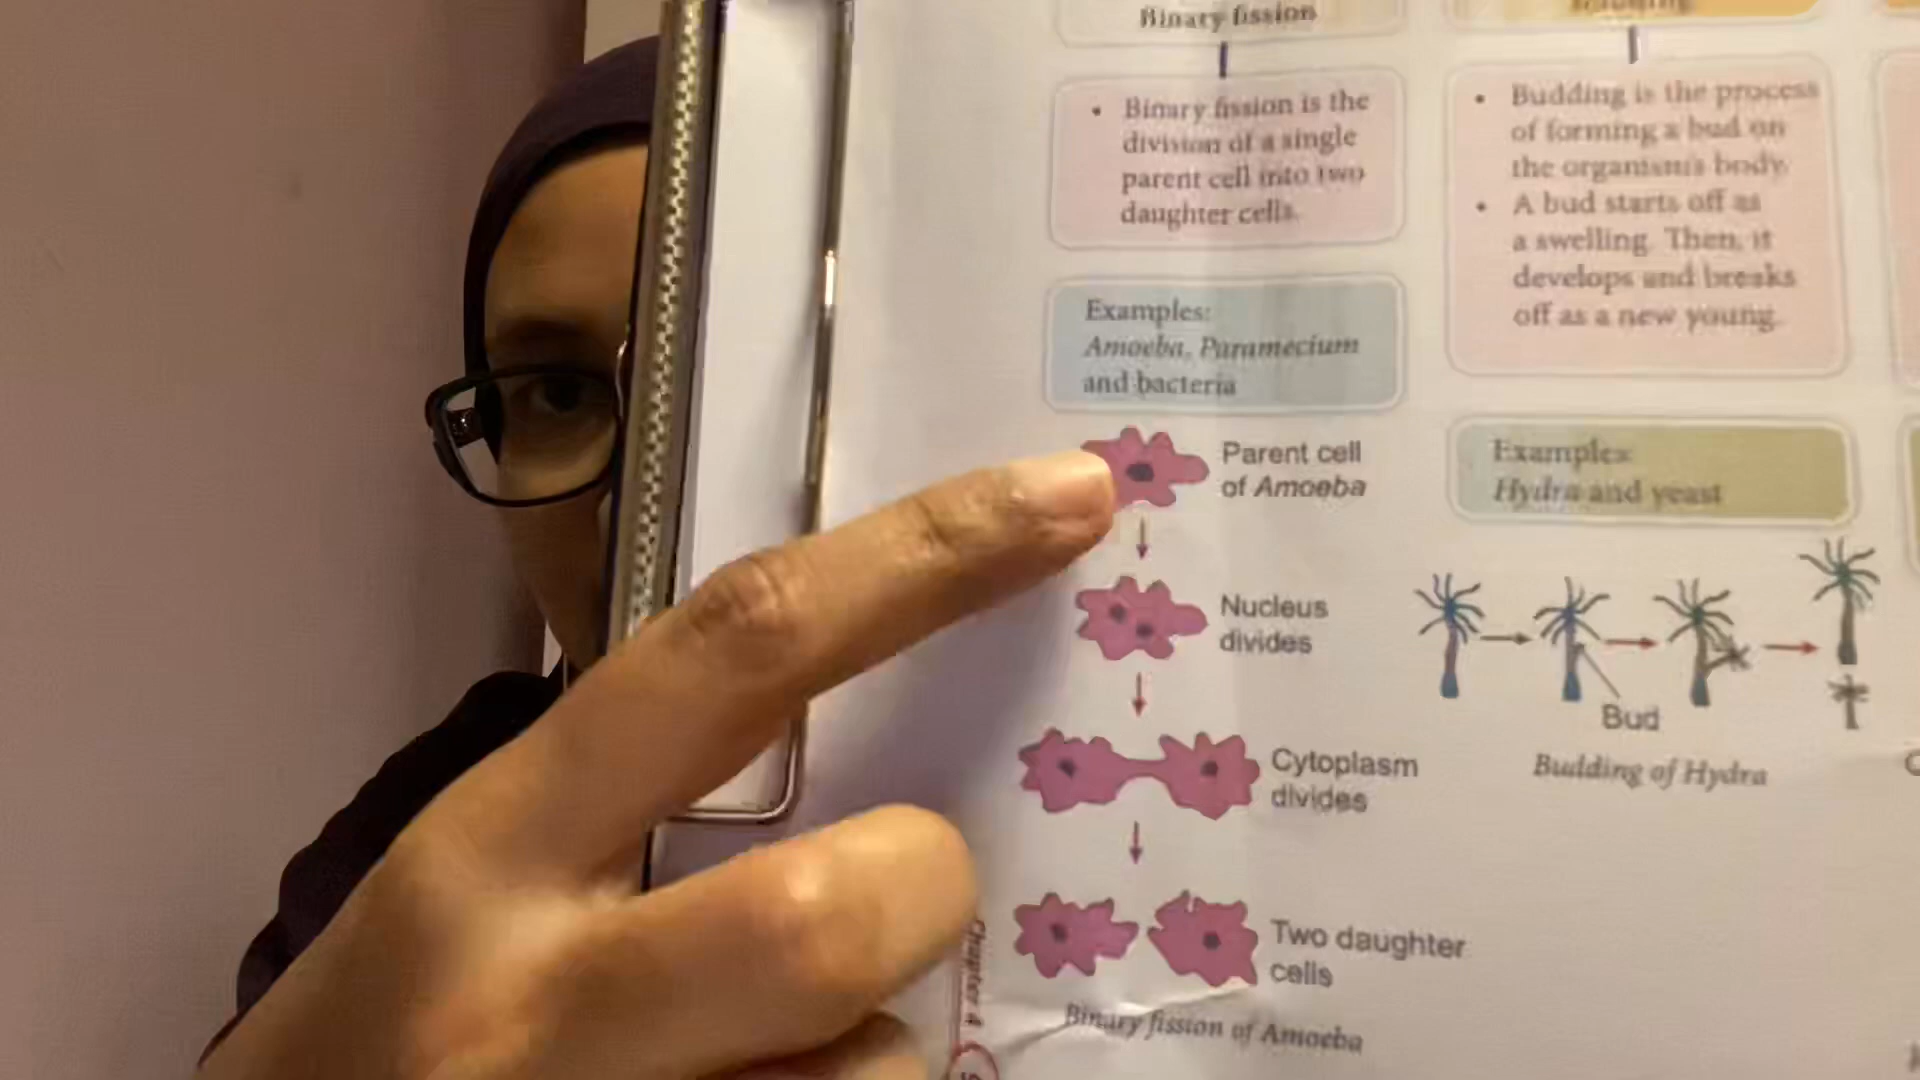 Binary fission
• Binary fission is the
division of a single
parent cell into two
daughter cells.
Examples:
Amoeba, Paramecium
and bacteria
Parent cell
of Amoeba
Nucleus
divides
Cytoplasm
divides
Two daughter
cells
Binary fission of Amoeba
• Budding is the process
of forming a bud on
the organism's body.
• A bud starts off as
a swelling. Then, it
develops and breaks
off as a new young.
Examples:
Hydra and yeast
Bud
Budding of Hydra
Chapter 4